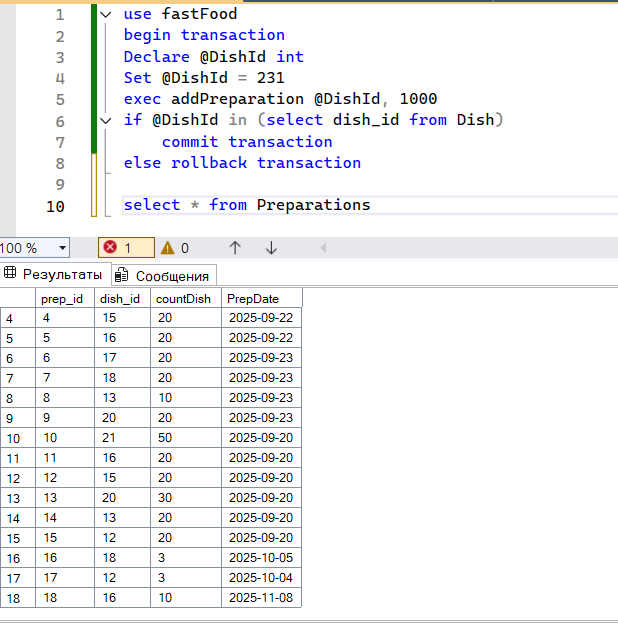 1 use fastFood
2 begin transaction
3 Declare @DishId int
4 Set @DishId = 231
5 exec addPreparation @DishId, 1000
6 if @DishId in (select dish_id from Dish)
7 commit transaction
8 else rollback transaction
9
10 select * from Preparations
100 % 1 0
Результаты Сообщения
prep_id dish_id countDish PrepDate
4 4 15 20 2025-09-22
5 5 16 20 2025-09-22
6 6 17 20 2025-09-23
7 7 18 20 2025-09-23
8 8 13 10 2025-09-23
9 9 20 20 2025-09-23
10 10 21 50 2025-09-20
11 11 16 20 2025-09-20
12 12 15 20 2025-09-20
13 13 20 30 2025-09-20
14 14 13 20 2025-09-20
15 15 12 20 2025-09-20
16 16 18 3 2025-10-05
17 17 12 3 2025-10-04
18 18 16 10 2025-11-08